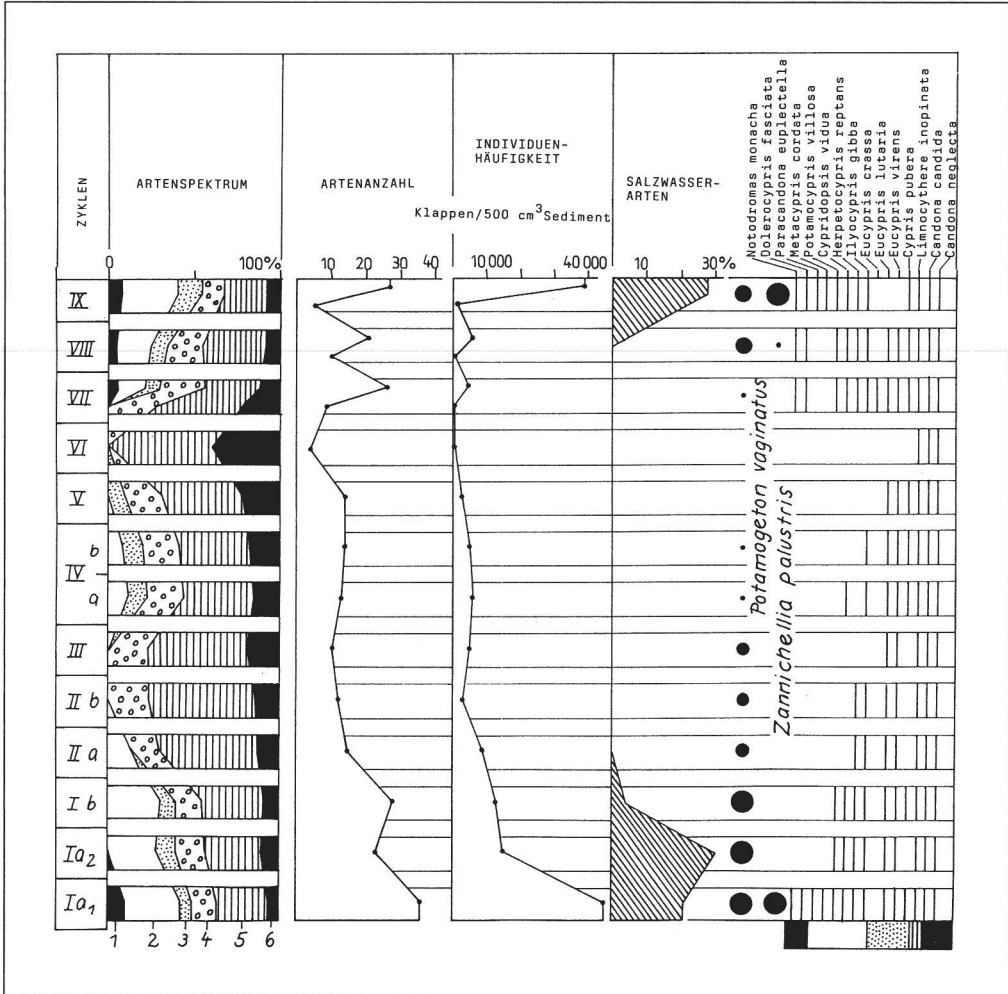 ZYKLEN
ARTENSPEKTRUM
ARTENANZAHL
INDIVIDUEN-
HÄUFIGKEIT
Klappen/500 cm³Sediment
SALZWASSER-
ARTEN
Notodromas monacha
Dolerocypris fasciata
Paracandona euplectella
Metacypris cordata
Potamocypris villosa
Cypridopsis vidua
Herpetocypris reptans
Ilyocypris gibba
Eucypris crassa
Eucypris lutaria
Eucypris virens
Cypris pubera
Limnocythere inopinata
Candona candida
Candona neglecta
0 100%
10 20 30 40
10 000 40 000
10 30%
IX
VIII
VII
VI
V
b
IV
a
III
II b
II a
I b
Ia2
Ia1
Potamogeton vaginatus
Zannichellia palustris
1 2 3 4 5 6